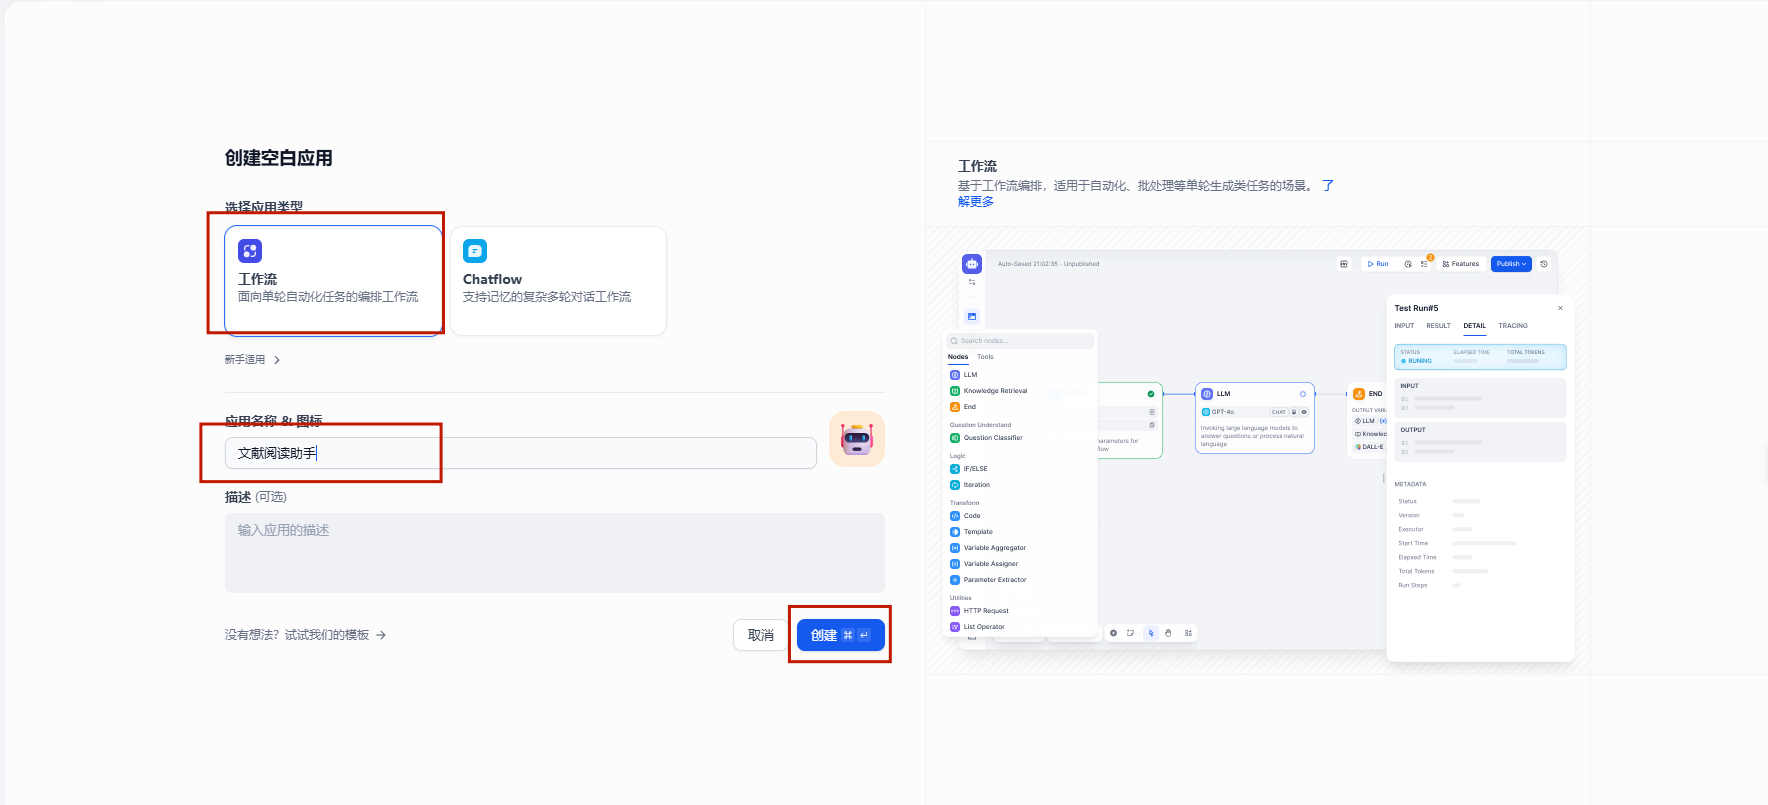 创建空白应用
选择应用类型
工作流
面向单轮自动化任务的编排工作流
Chatflow
支持记忆的复杂多轮对话工作流
新手适用
应用名称 & 图标
文献阅读助手
描述 (可选)
输入应用的描述
没有想法？试试我们的模板 →
取消
创建 ⌘ ↵
工作流
基于工作流编排，适用于自动化、批处理等单轮生成类任务的场景。 了
解更多
Auto-Saved 21:02:35 · Unpublished
Run
2
Features
Publish
Search nodes...
Nodes Tools
LLM
Knowledge Retrieval
End
Question Understand
Question Classifier
Logic
IF/ELSE
Iteration
Transform
Code
Template
Variable Aggregator
Variable Assigner
Parameter Extractor
Utilities
HTTP Request
List Operator
parameters for
flow
LLM
GPT-4o
CHAT
Invoking large language models to
answer questions or process natural
language
END
OUTPUT VARIA
LLM
Knowled
DALL-E
Test Run#5
INPUT RESULT DETAIL TRACING
STATUS ELAPSED TIME TOTAL TOKENS
RUNING
INPUT
01
02
OUTPUT
01
02
METADATA
Status
Version
Executor
Start Time
Elapsed Time
Total Tokens
Run Steps